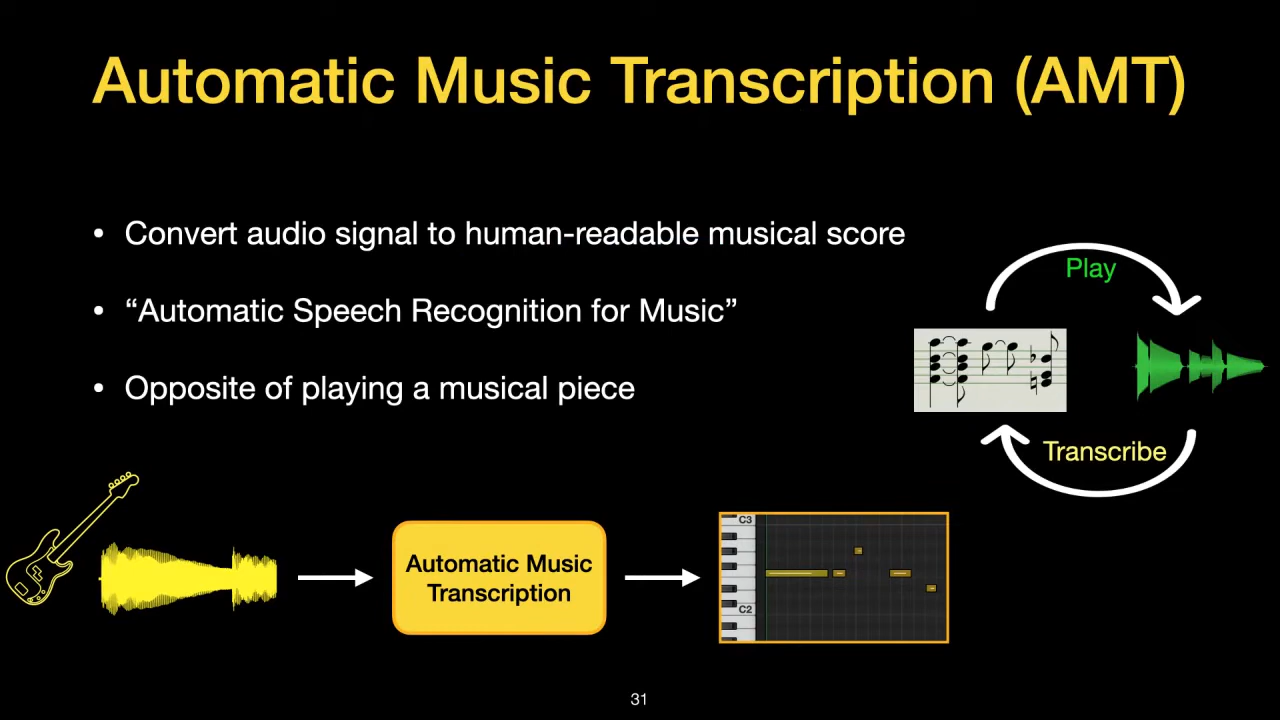 Automatic Music Transcription (AMT)
• Convert audio signal to human-readable musical score
• “Automatic Speech Recognition for Music”
• Opposite of playing a musical piece
Play
Transcribe
Automatic Music
Transcription
C3
C2
31